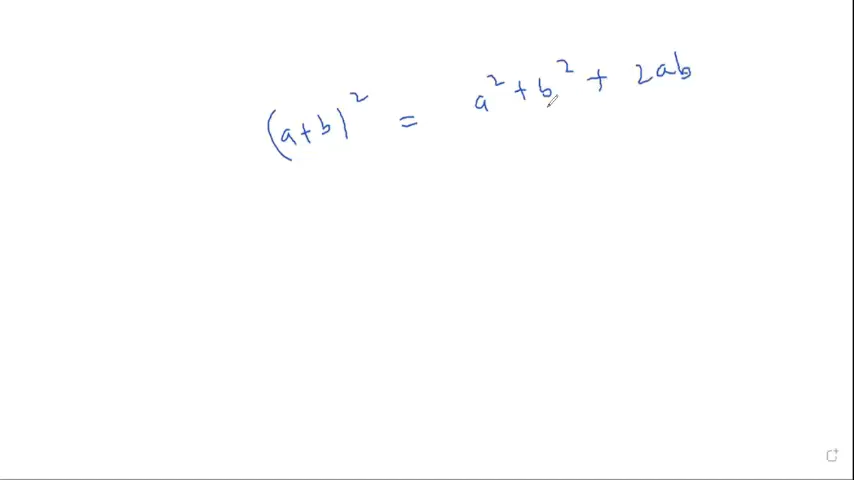 (a+b)² = a² + b² + 2ab